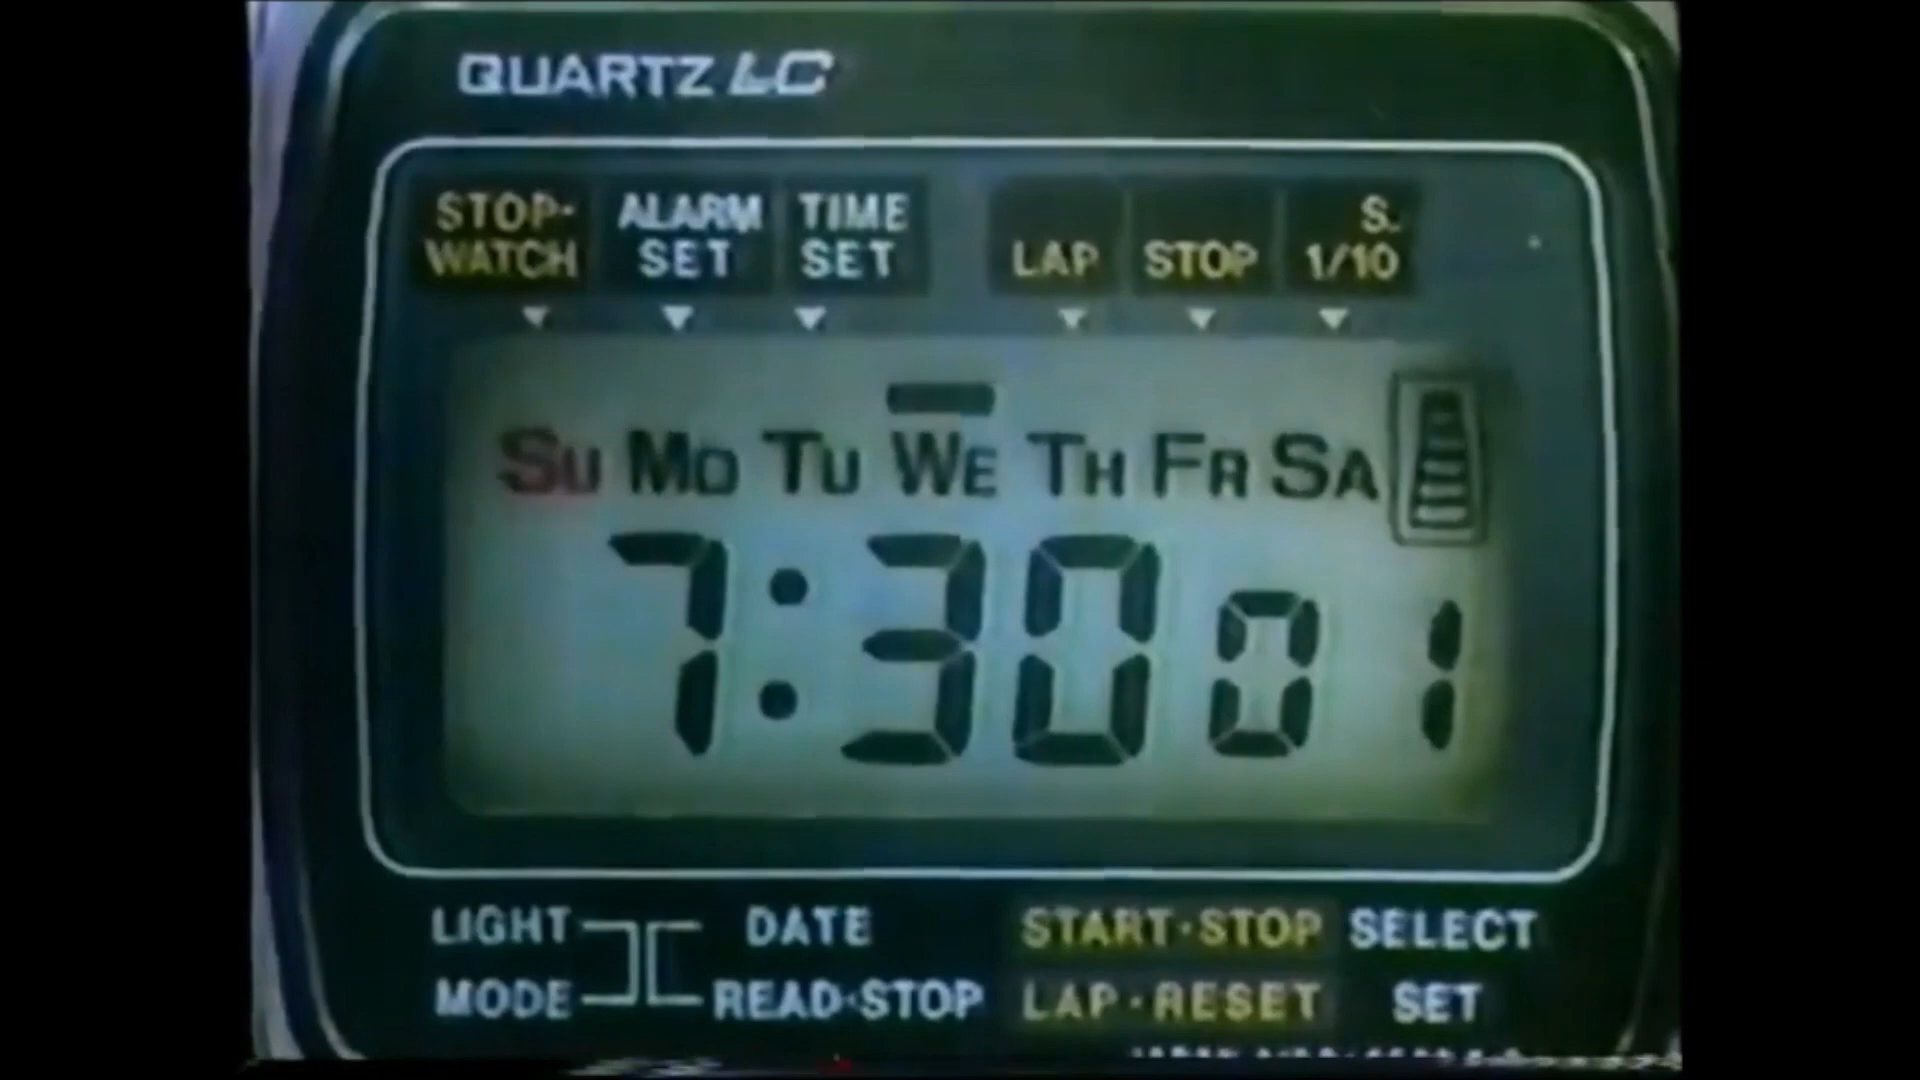 QUARTZ LC
STOP-WATCH ALARM SET TIME SET LAP STOP S. 1/10
SU MO TU WE TH FR SA
7:30 01
LIGHT DATE START·STOP SELECT
MODE READ·STOP LAP·RESET SET
JAPAN